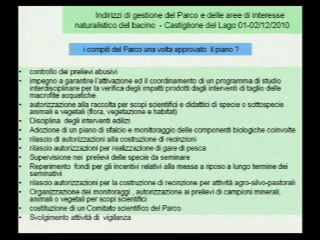 Indirizzi di gestione del Parco e delle aree di interesse
naturalistico del bacino - Castiglione del Lago 01-02/12/2010
i compiti del Parco una volta approvato il piano ?
controllo dei prelievi abusivi
impegno a garantire l'attivazione ed il coordinamento di un programma di studio
interdisciplinare per la verifica degli impatti prodotti dagli interventi di taglio delle
macrofite acquatiche
autorizzazione alla raccolta per scopi scientifici e didattici di specie o sottospecie
animali e vegetali (flora, vegetazione e habitat)
Disciplina degli interventi edilizi
Adozione di un piano di sfalcio e monitoraggio delle componenti biologiche coinvolte
rilascio di autorizzazioni alla costruzione di recinzioni
rilascio autorizzazioni per realizzazione di gare di pesca
Supervisione nei prelievi delle specie da seminare
Reperimento fondi per gli incentivi relativi alla messa a riposo a lungo termine dei
seminativi
rilascio autorizzazioni per la costruzione di recinzione per attività agro-silvo-pastorali
Organizzazione dei monitoraggi , autorizzazione ai prelievi di campioni minerali,
animali o vegetali per scopi scientifici
costituzione di un Comitato scientifico del Parco
Svolgimento attività di vigilanza